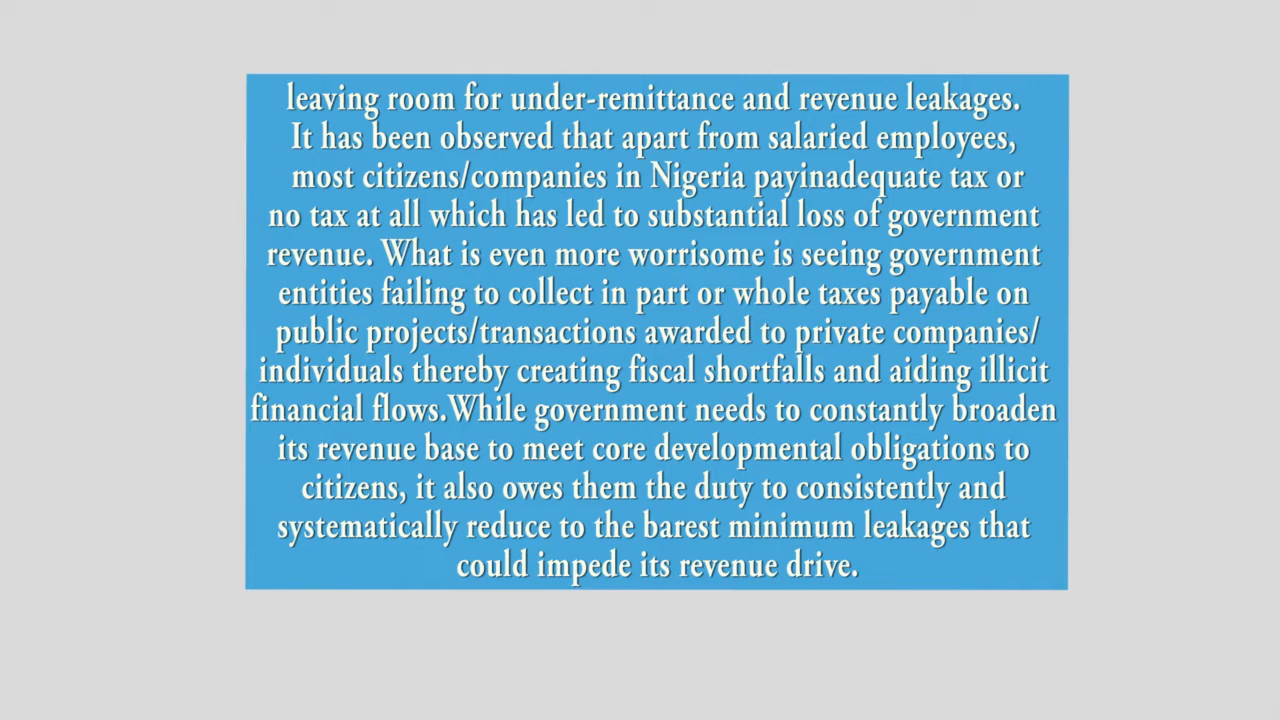 leaving room for under-remittance and revenue leakages.
It has been observed that apart from salaried employees,
most citizens/companies in Nigeria payinadequate tax or
no tax at all which has led to substantial loss of government
revenue. What is even more worrisome is seeing government
entities failing to collect in part or whole taxes payable on
public projects/transactions awarded to private companies/
individuals thereby creating fiscal shortfalls and aiding illicit
financial flows.While government needs to constantly broaden
its revenue base to meet core developmental obligations to
citizens, it also owes them the duty to consistently and
systematically reduce to the barest minimum leakages that
could impede its revenue drive.